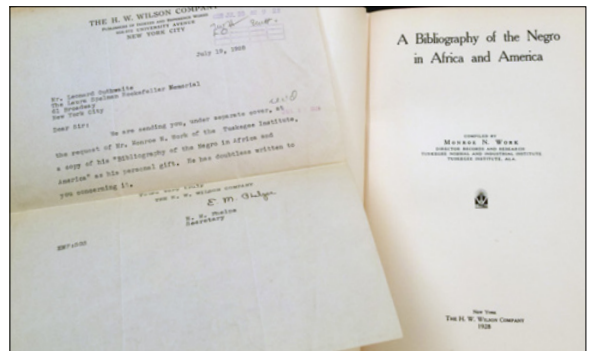 THE H. W. WILSON COMPANY
NEW YORK CITY
July 18, 1928
Mr. Leonard Outhwaite
The Laura Spelman Rockefeller Memorial
61 Broadway
New York City
Dear Sir:
We are sending you, under separate cover, at
the request of Mr. Monroe N. Work of the Tuskegee Institute,
a copy of his "Bibliography of the Negro in Africa and
America" as his personal gift. He has doubtless written to
you concerning it.
THE H. W. WILSON COMPANY
Secretary
A Bibliography of the Negro
in Africa and America
COMPILED BY
MONROE N. WORK
DIRECTOR RECORDS AND RESEARCH
TUSKEGEE NORMAL AND INDUSTRIAL INSTITUTE
TUSKEGEE INSTITUTE, ALA.
New York
THE H. W. WILSON COMPANY
1928